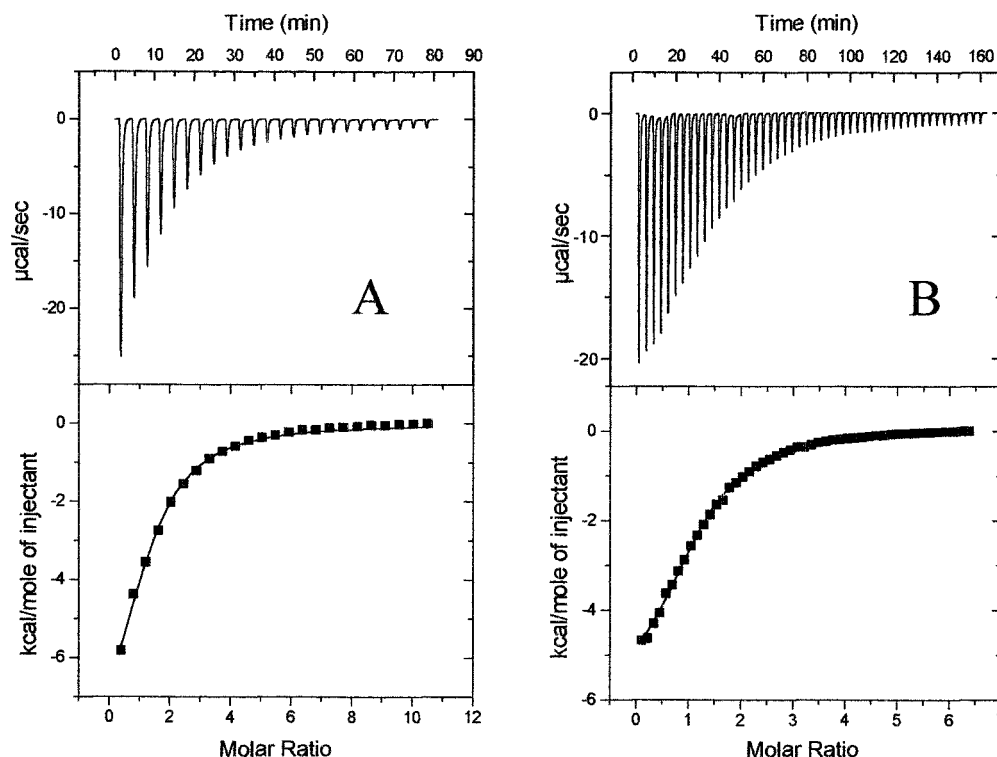 Time (min)
0 10 20 30 40 50 60 70 80 90
0
-10
-20
µcal/sec
A
0
-2
-4
-6
kcal/mole of injectant
0 2 4 6 8 10 12
Molar Ratio
Time (min)
0 20 40 60 80 100 120 140 160
0
-10
-20
µcal/sec
B
0
-2
-4
-6
kcal/mole of injectant
0 1 2 3 4 5 6
Molar Ratio